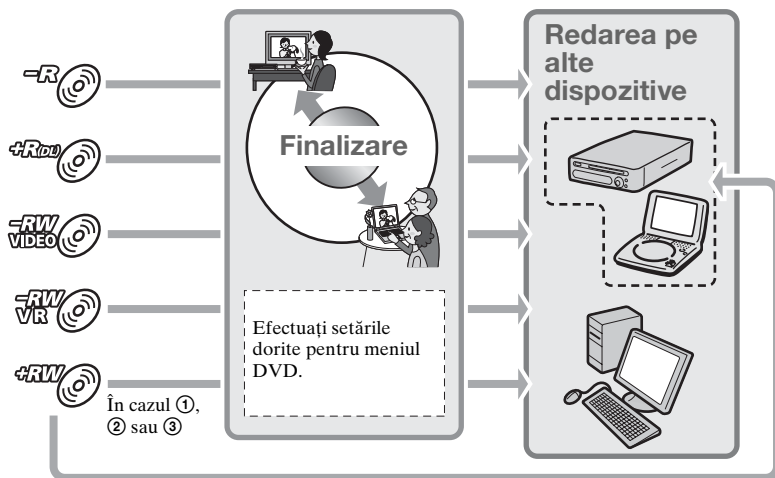 -R
+R(DL)
-RW
VIDEO
-RW
VR
+RW
În cazul ①,
② sau ③
Finalizare
Efectuați setările
dorite pentru meniul
DVD.
Redarea pe
alte
dispozitive